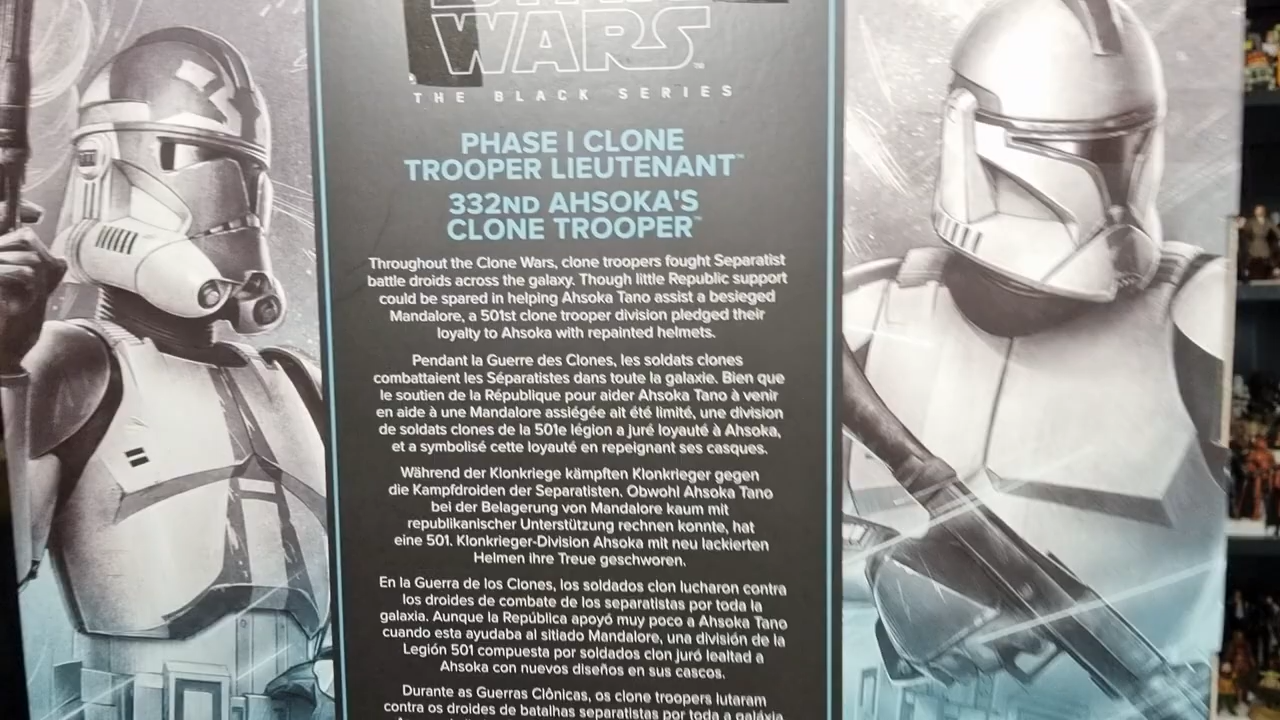 STAR
WARS™
THE BLACK SERIES
PHASE I CLONE
TROOPER LIEUTENANT™
332ND AHSOKA'S
CLONE TROOPER™
Throughout the Clone Wars, clone troopers fought Separatist
battle droids across the galaxy. Though little Republic support
could be spared in helping Ahsoka Tano assist a besieged
Mandalore, a 501st clone trooper division pledged their
loyalty to Ahsoka with repainted helmets.
Pendant la Guerre des Clones, les soldats clones
combattaient les Séparatistes dans toute la galaxie. Bien que
le soutien de la République pour aider Ahsoka Tano à venir
en aide à une Mandalore assiégée ait été limité, une division
de soldats clones de la 501e légion a juré loyauté à Ahsoka,
et a symbolisé cette loyauté en repeignant ses casques.
Während der Klonkriege kämpften Klonkrieger gegen
die Kampfdroiden der Separatisten. Obwohl Ahsoka Tano
bei der Belagerung von Mandalore kaum mit
republikanischer Unterstützung rechnen konnte, hat
eine 501. Klonkrieger-Division Ahsoka mit neu lackierten
Helmen ihre Treue geschworen.
En la Guerra de los Clones, los soldados clon lucharon contra
los droides de combate de los separatistas por toda la
galaxia. Aunque la República apoyó muy poco a Ahsoka Tano
cuando esta ayudaba al sitiado Mandalore, una división de la
Legión 501 compuesta por soldados clon juró lealtad a
Ahsoka con nuevos diseños en sus cascos.
Durante as Guerras Clônicas, os clone troopers lutaram
contra os droides de batalhas separatistas por toda a galáxia